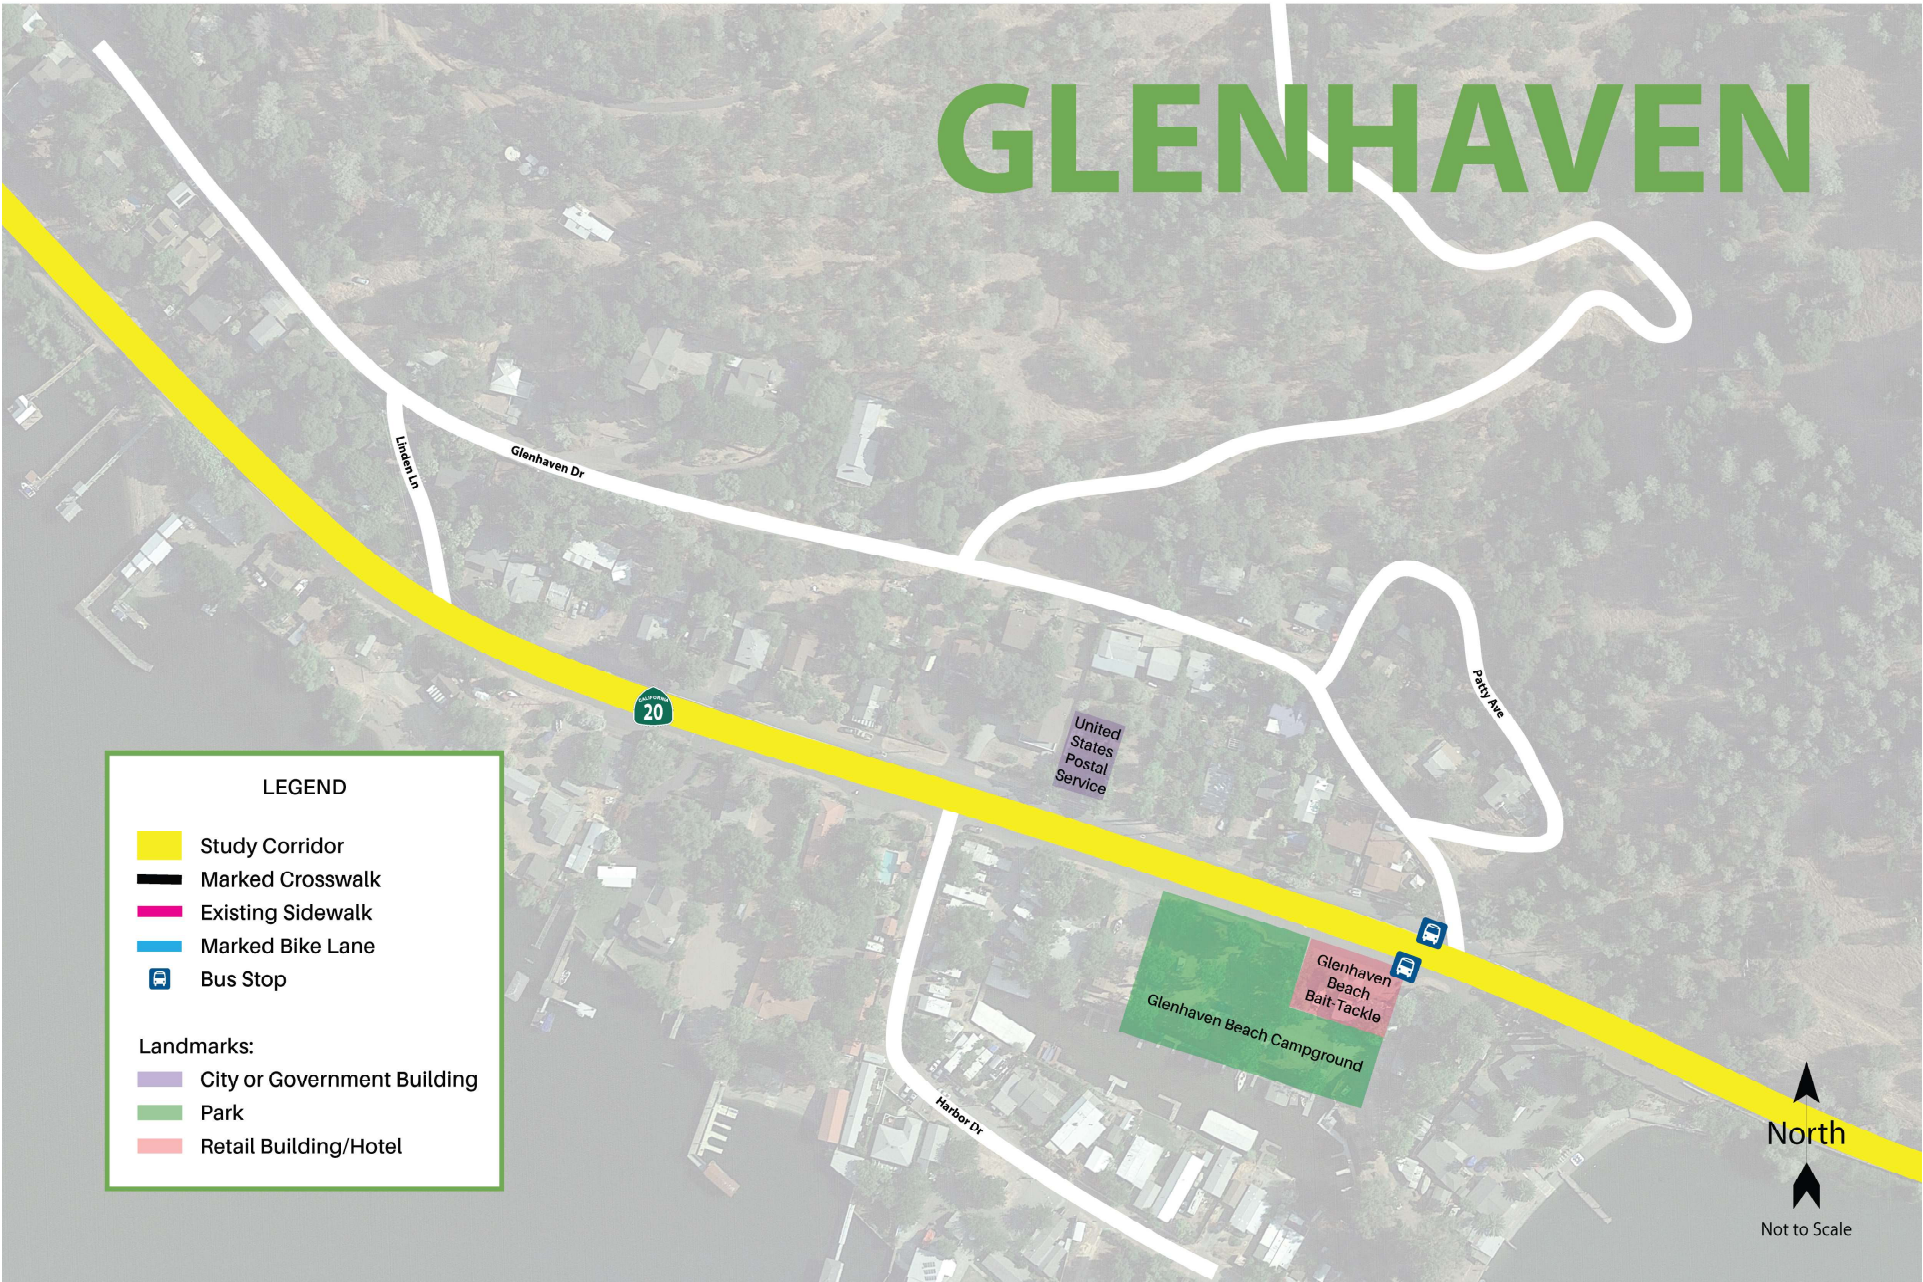 GLENHAVEN
Linden Ln
Glenhaven Dr
Patty Ave
CALIFORNIA
20
United
States
Postal
Service
LEGEND
Study Corridor
Marked Crosswalk
Existing Sidewalk
Marked Bike Lane
Bus Stop
Landmarks:
City or Government Building
Park
Retail Building/Hotel
Glenhaven
Beach
Bait-Tackle
Glenhaven Beach Campground
Harbor Dr
North
Not to Scale